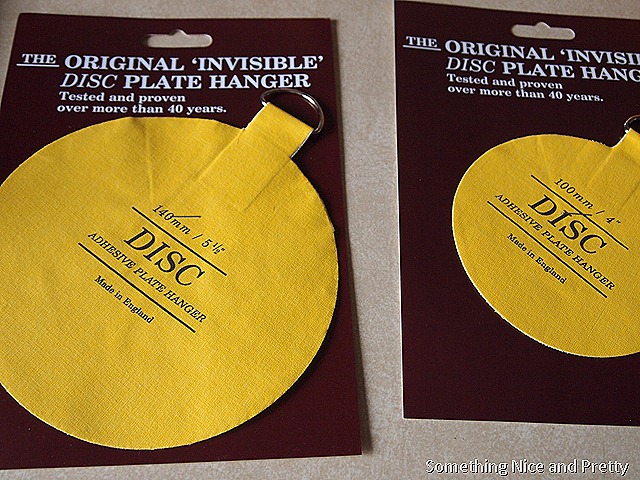 THE ORIGINAL 'INVISIBLE'
DISC PLATE HANGER
Tested and proven
over more than 40 years.
140mm / 5½"
DISC
ADHESIVE PLATE HANGER
Made in England
THE ORIGINAL 'INVISI
DISC PLATE HANG
Tested and proven
over more than 40 years.
100mm / 4"
DISC
ADHESIVE PLATE HANGER
Made in England
Something Nice and Pretty